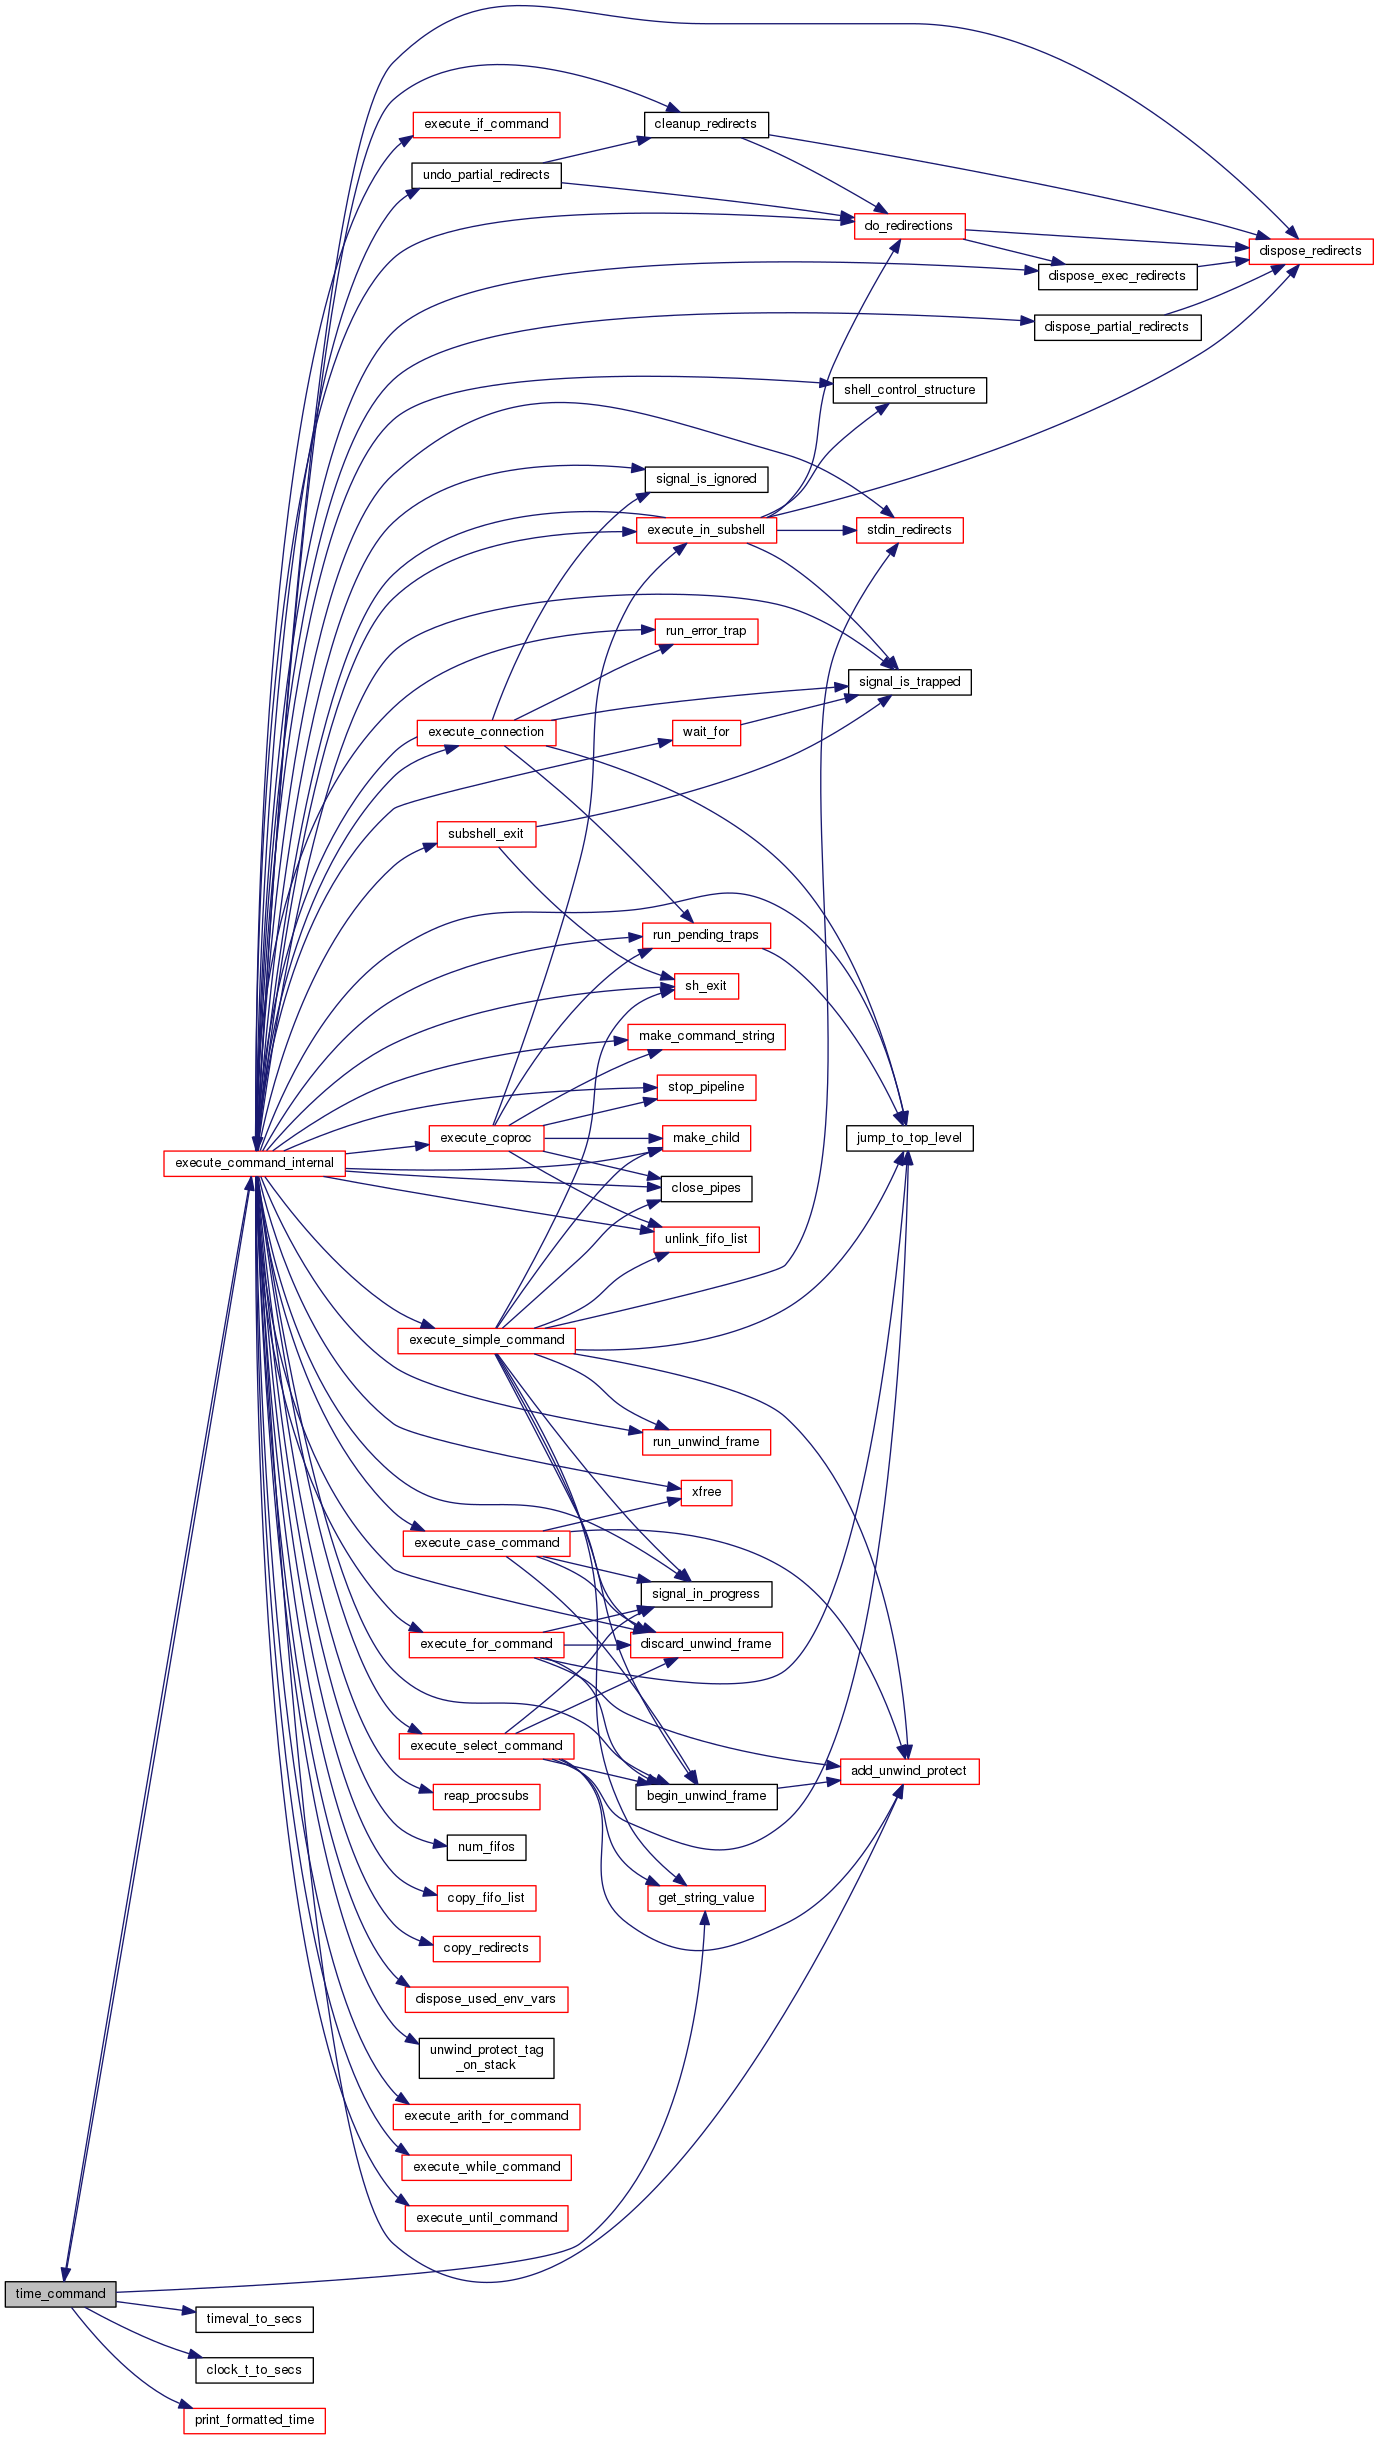 execute_if_command
cleanup_redirects
undo_partial_redirects
do_redirections
dispose_redirects
dispose_exec_redirects
dispose_partial_redirects
shell_control_structure
signal_is_ignored
execute_in_subshell
stdin_redirects
run_error_trap
signal_is_trapped
execute_connection
wait_for
subshell_exit
run_pending_traps
sh_exit
make_command_string
stop_pipeline
execute_coproc
make_child
jump_to_top_level
execute_command_internal
close_pipes
unlink_fifo_list
execute_simple_command
run_unwind_frame
xfree
execute_case_command
signal_in_progress
execute_for_command
discard_unwind_frame
execute_select_command
add_unwind_protect
reap_procsubs
begin_unwind_frame
num_fifos
copy_fifo_list
get_string_value
copy_redirects
dispose_used_env_vars
unwind_protect_tag
_on_stack
execute_arith_for_command
execute_while_command
execute_until_command
time_command
timeval_to_secs
clock_t_to_secs
print_formatted_time